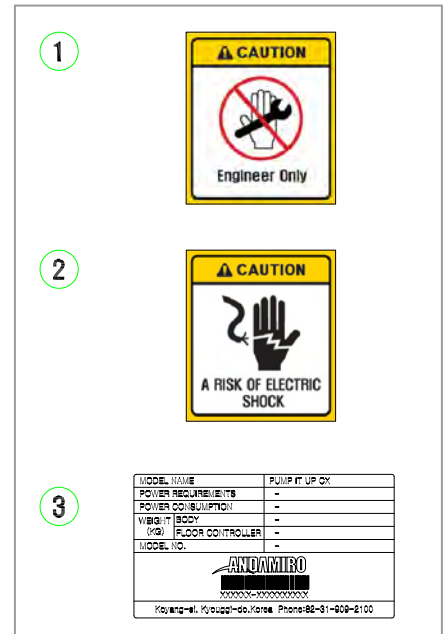 1
CAUTION
Engineer Only
2
CAUTION
A RISK OF ELECTRIC
SHOCK
3
MODEL NAME PUMP IT UP CX
POWER REQUIREMENTS -
POWER CONSUMPTION -
WEIGHT (KG) BODY -
FLOOR CONTROLLER -
MODEL NO. -
ANDAMIRO
XXXXXX-XXXXXXXXXX
Koyang-si, Kyouggi-do,Korea Phone:82-31-909-2100